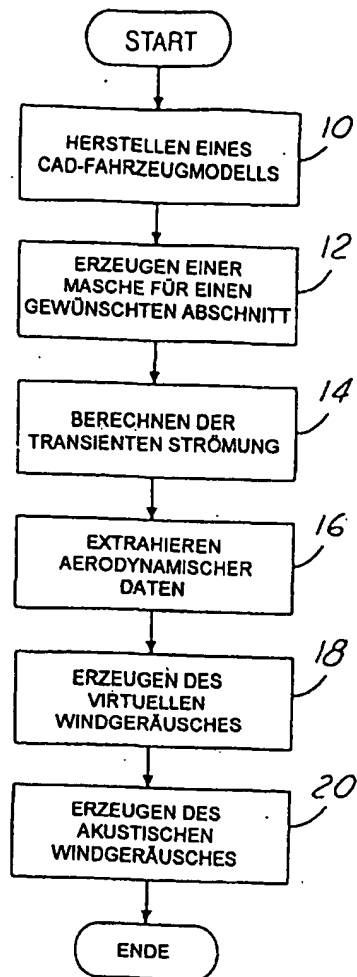 START
10
HERSTELLEN EINES
CAD-FAHRZEUGMODELLS
12
ERZEUGEN EINER
MASCHE FÜR EINEN
GEWÜNSCHTEN ABSCHNITT
14
BERECHNEN DER
TRANSIENTEN STRÖMUNG
16
EXTRAHIEREN
AERODYNAMISCHER
DATEN
18
ERZEUGEN DES
VIRTUELLEN
WINDGERÄUSCHES
20
ERZEUGEN DES
AKUSTISCHEN
WINDGERÄUSCHES
ENDE